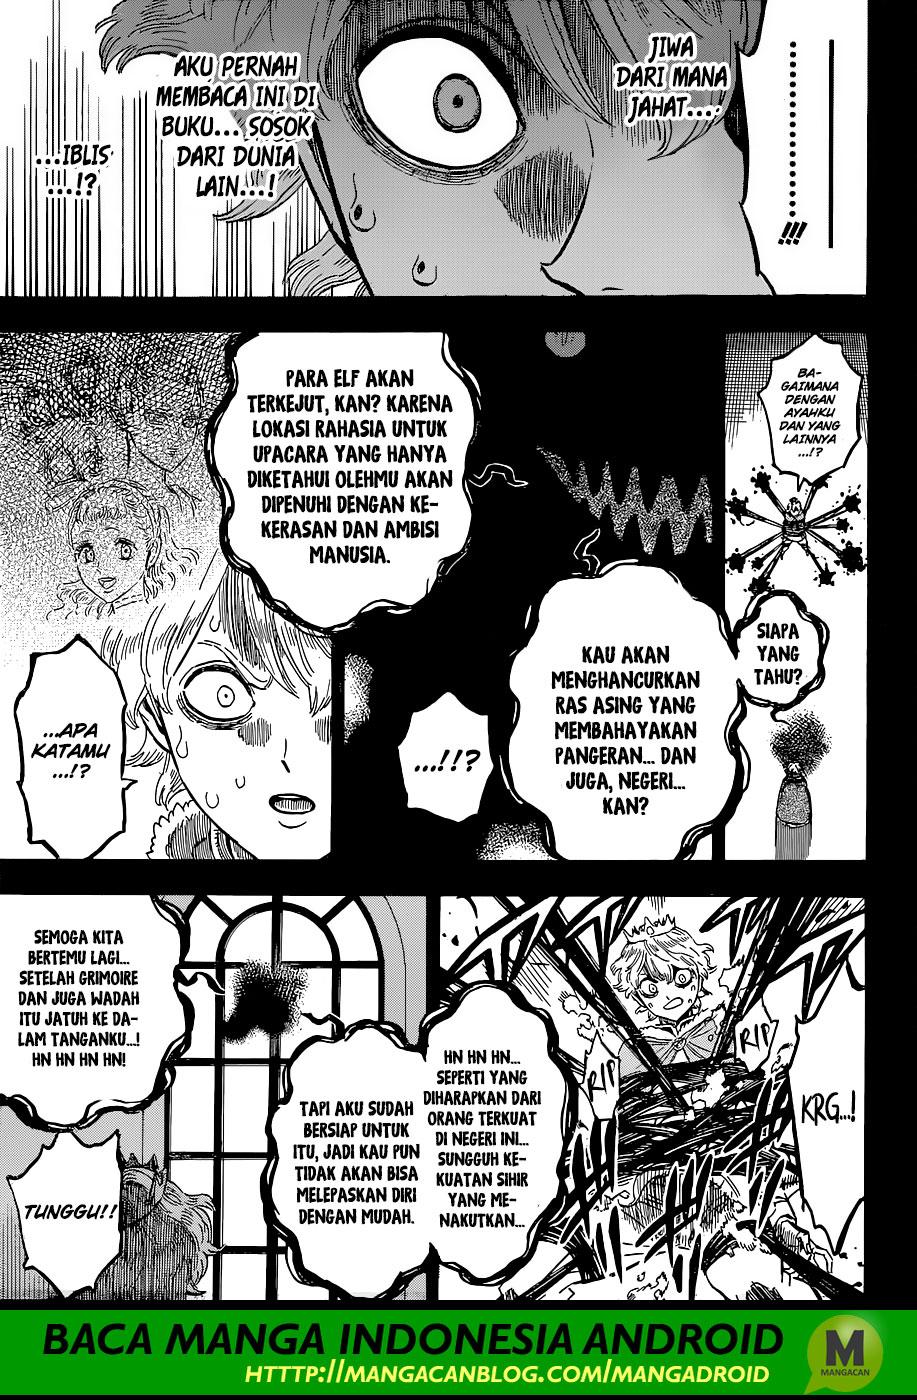 JIWA
DARI MANA
JAHAT...!
!!!
AKU PERNAH
MEMBACA INI DI
BUKU... SOSOK
DARI DUNIA
LAIN...!
...IBLIS
...!?
BA-
GAIMANA
DENGAN
AYAHKU
DAN YANG
LAINNYA
...!?
SIAPA
YANG
TAHU?
KAU AKAN
MENGHANCURKAN
RAS ASING YANG
MEMBAHAYAKAN
PANGERAN... DAN
JUGA, NEGERI...
KAN?
...!!?
PARA ELF AKAN
TERKEJUT, KAN? KARENA
LOKASI RAHASIA UNTUK
UPACARA YANG HANYA
DIKETAHUI OLEHMU AKAN
DIPENUHI DENGAN KE-
KERASAN DAN AMBISI
MANUSIA.
...APA
KATAMU
...!?
KRG...!
RIP
RIP
HN HN HN...
SEPERTI YANG
DIHARAPKAN DARI
ORANG TERKUAT
DI NEGERI INI...
SUNGGUH KE-
KUATAN SIHIR
YANG ME-
NAKUTKAN...
TAPI AKU SUDAH
BERSIAP UNTUK
ITU, JADI KAU PUN
TIDAK AKAN BISA
MELEPASKAN DIRI
DENGAN MUDAH.
SEMOGA KITA
BERTEMU LAGI...
SETELAH GRIMOIRE
DAN JUGA WADAH
ITU JATUH KE DA-
LAM TANGANKU...!
HN HN HN HN!
TUNGGU!!
BACA MANGA INDONESIA ANDROID
HTTTP://MANGACANBLOG.COM/MANGADROID
M
MANGACAN